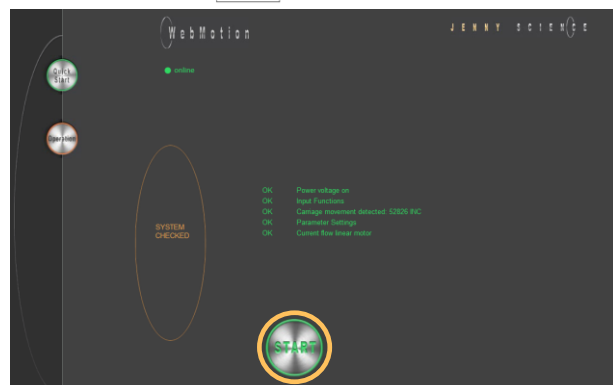 WebMotion
JENNY SCIENCE
Quick
Start
online
Operation
OK Power voltage on
OK Input Functions
OK Carriage movement detected: 52826 INC
OK Parameter Settings
OK Current flow linear motor
SYSTEM
CHECKED
START